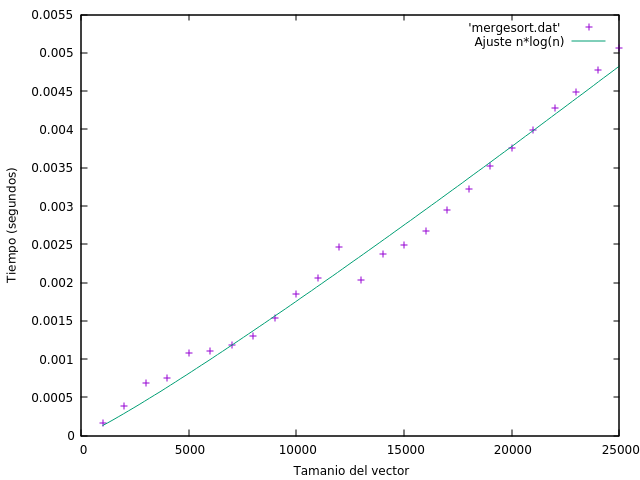 0.0055
0.005
0.0045
0.004
0.0035
0.003
0.0025
0.002
0.0015
0.001
0.0005
0
Tiempo (segundos)
'mergesort.dat'
Ajuste n*log(n)
0 5000 10000 15000 20000 25000
Tamanio del vector